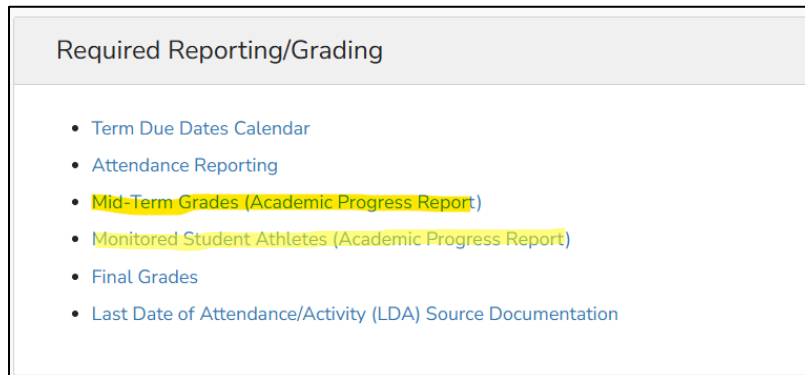 Required Reporting/Grading
Term Due Dates Calendar
Attendance Reporting
Mid-Term Grades (Academic Progress Report)
Monitored Student Athletes (Academic Progress Report)
Final Grades
Last Date of Attendance/Activity (LDA) Source Documentation